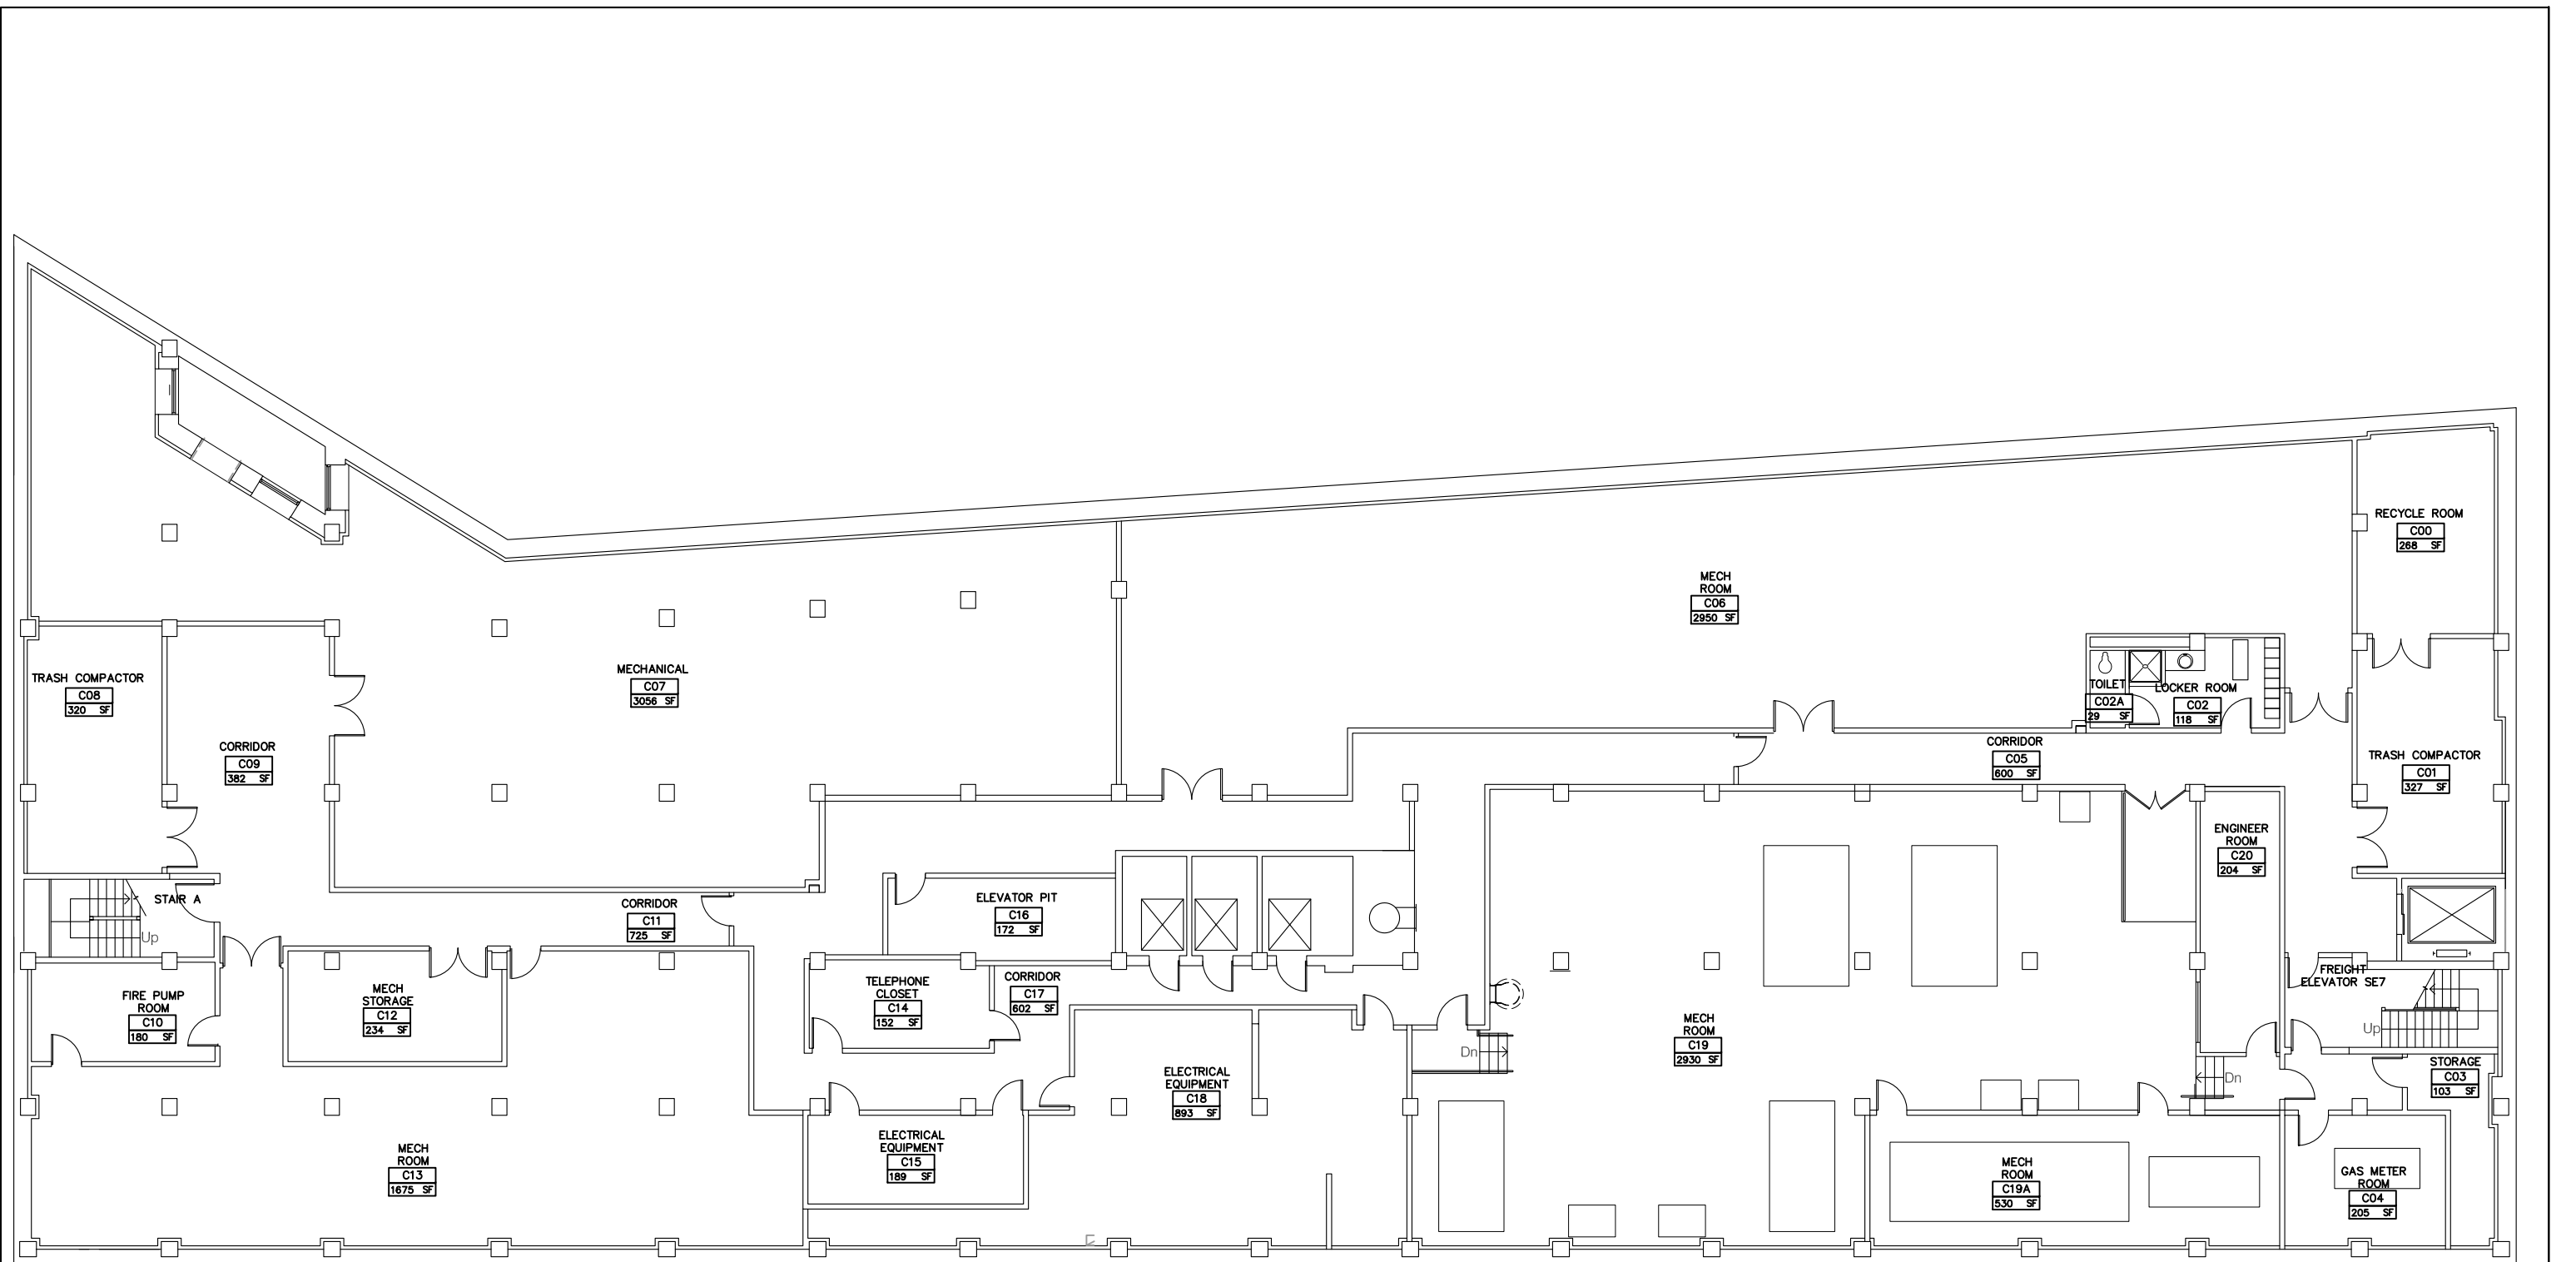 RECYCLE ROOM
C00
268 SF
MECH
ROOM
C06
2950 SF
MECHANICAL
C07
3056 SF
TRASH COMPACTOR
C08
320 SF
TOILET
C02A
29 SF
LOCKER ROOM
C02
118 SF
CORRIDOR
C09
382 SF
CORRIDOR
C05
600 SF
TRASH COMPACTOR
C01
327 SF
ENGINEER
ROOM
C20
204 SF
STAIR A
Up
CORRIDOR
C11
725 SF
ELEVATOR PIT
C16
172 SF
FREIGHT
ELEVATOR SE7
Up
FIRE PUMP
ROOM
C10
180 SF
MECH
STORAGE
C12
234 SF
TELEPHONE
CLOSET
C14
152 SF
CORRIDOR
C17
602 SF
MECH
ROOM
C19
2930 SF
Dn
Dn
ELECTRICAL
EQUIPMENT
C18
893 SF
STORAGE
C03
103 SF
MECH
ROOM
C13
1675 SF
ELECTRICAL
EQUIPMENT
C15
189 SF
MECH
ROOM
C19A
530 SF
GAS METER
ROOM
C04
205 SF